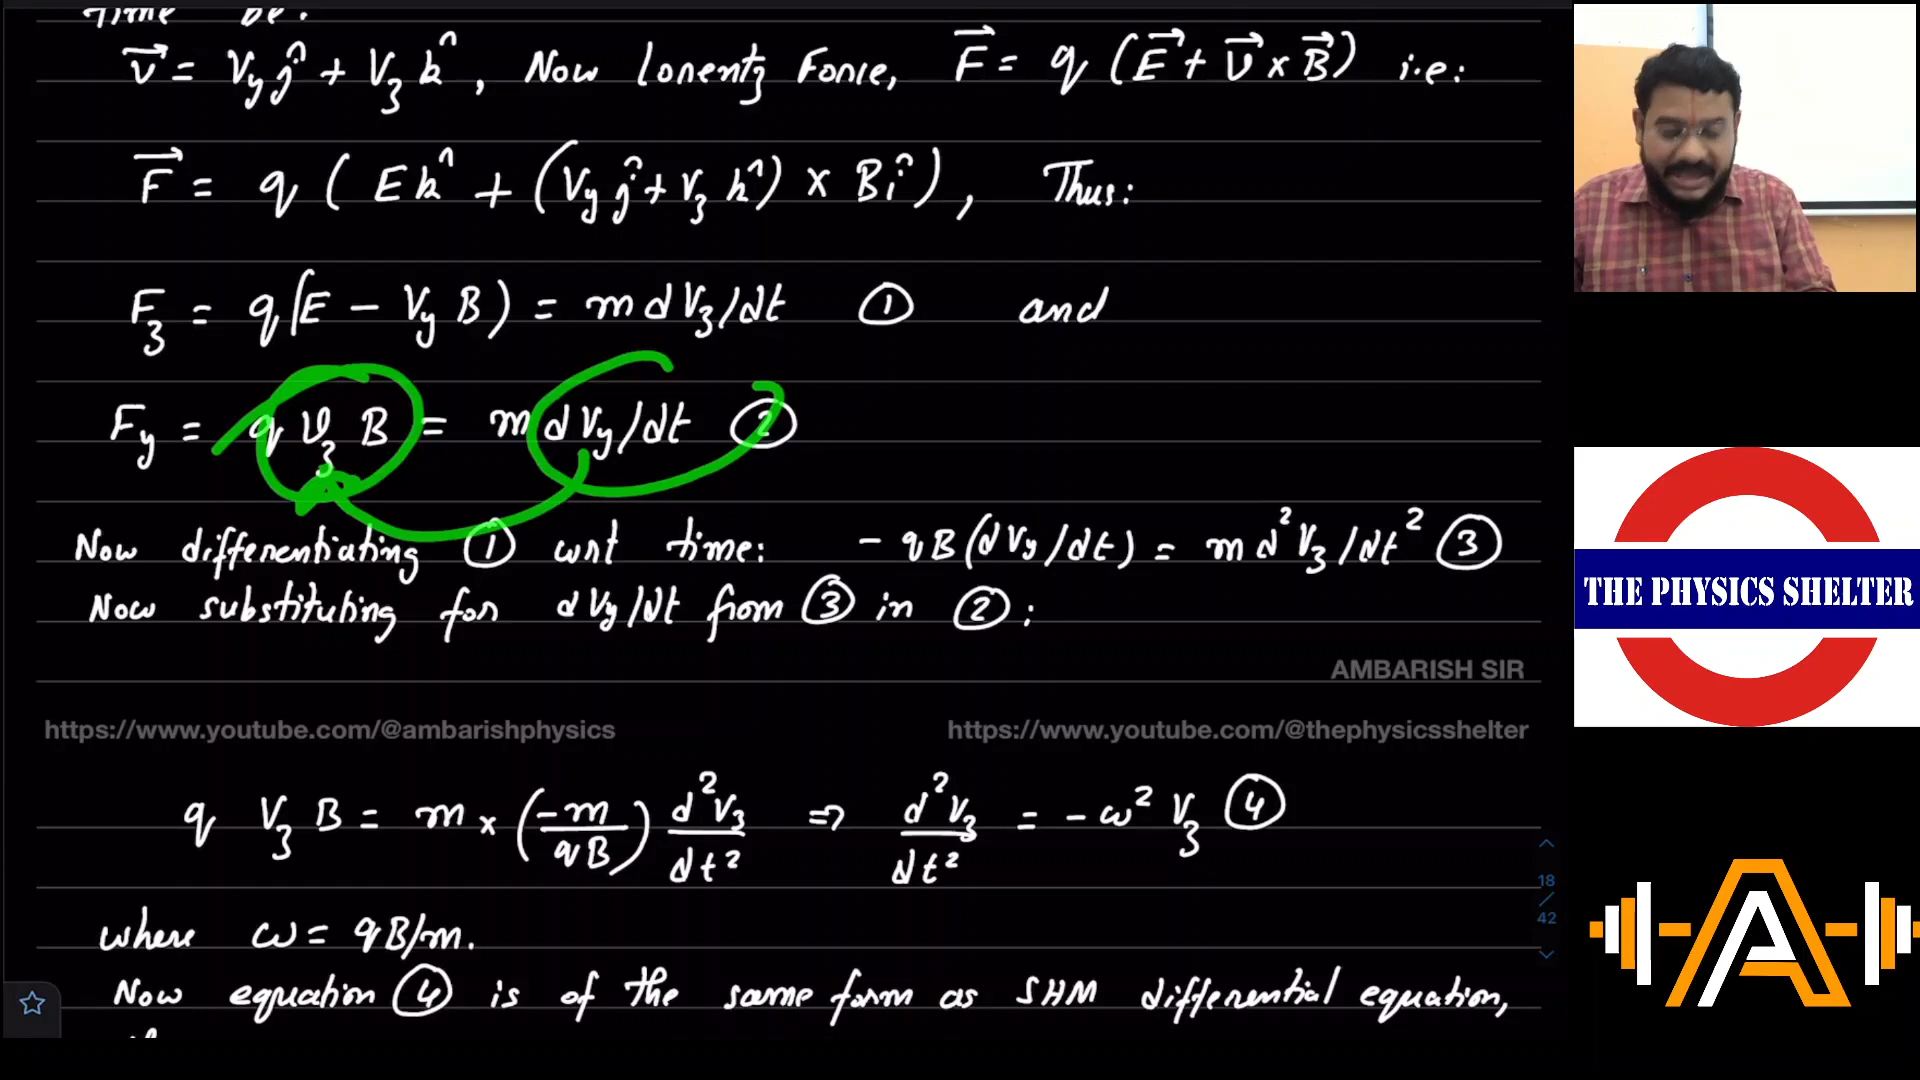 Time be:
v⃗ = Vy ĵ + Vz k̂, Now Lorentz Force, F⃗ = q (E⃗ + v⃗ × B⃗) i.e:
F⃗ = q ( E k̂ + (Vy ĵ + Vz k̂) × B î ), Thus:
Fz = q(E − Vy B) = m dVz/dt ① and
Fy = q vz B = m dVy/dt ②
Now differentiating ① wrt time: − qB(dVy/dt) = m d²Vz/dt² ③
Now substituting for dVy/dt from ③ in ②:
THE PHYSICS SHELTER
AMBARISH SIR
https://www.youtube.com/@ambarishphysics https://www.youtube.com/@thephysicsshelter
q Vz B = m × (−m/qB) d²Vz/dt² ⇒ d²Vz/dt² = − ω² Vz ④
18
/
42
where ω = qB/m.
Now equation ④ is of the same form as SHM differential equation,